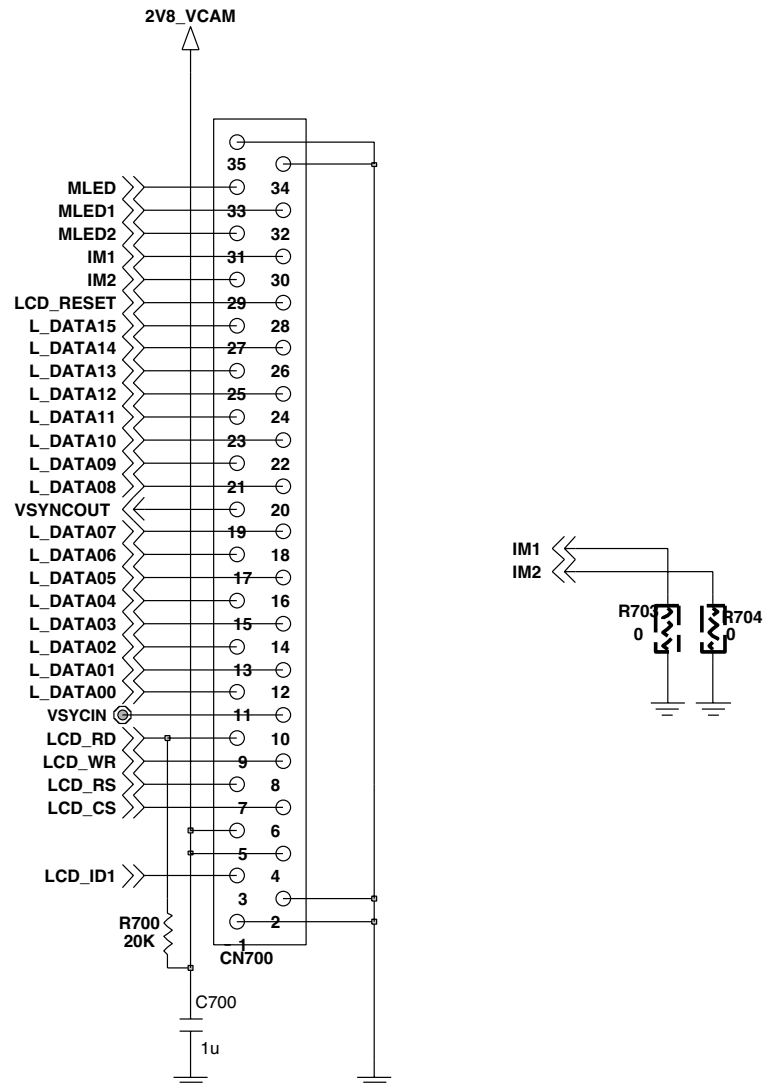 2V8_VCAM
35
MLED 34
MLED1 33
MLED2 32
IM1 31
IM2 30
LCD_RESET 29
L_DATA15 28
L_DATA14 27
L_DATA13 26
L_DATA12 25
L_DATA11 24
L_DATA10 23
L_DATA09 22
L_DATA08 21
VSYNCOUT 20
L_DATA07 19
L_DATA06 18
L_DATA05 17
L_DATA04 16
L_DATA03 15
L_DATA02 14
L_DATA01 13
L_DATA00 12
VSYCIN 11
LCD_RD 10
LCD_WR 9
LCD_RS 8
LCD_CS 7
6
5
LCD_ID1 4
3
2
1
R700
20K
CN700
C700
1u
IM1
IM2
R703
0
R704
0